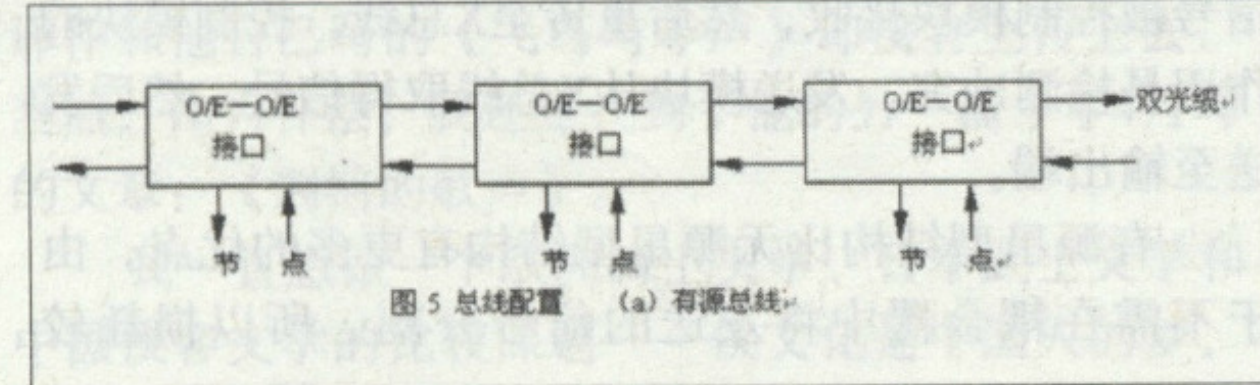 O/E—O/E O/E—O/E O/E—O/E 双光缆
接口 接口 接口
节 点 节 点 节 点
图 5 总线配置 (a) 有源总线